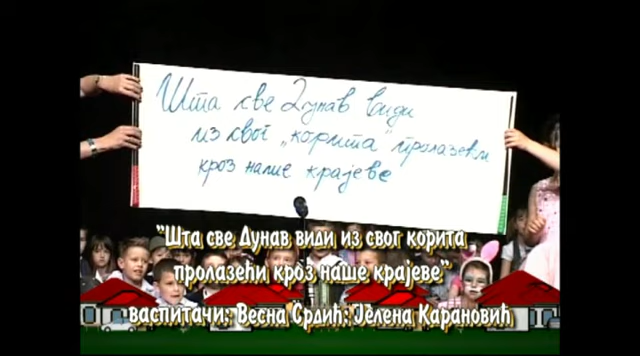 Шта све Дунав види
из свог „корита" пролазећи
кроз наше крајеве
"Шта све Дунав види из свог корита
пролазећи кроз наше крајеве"
васпитачи: Весна Срдић; Јелена Карановић